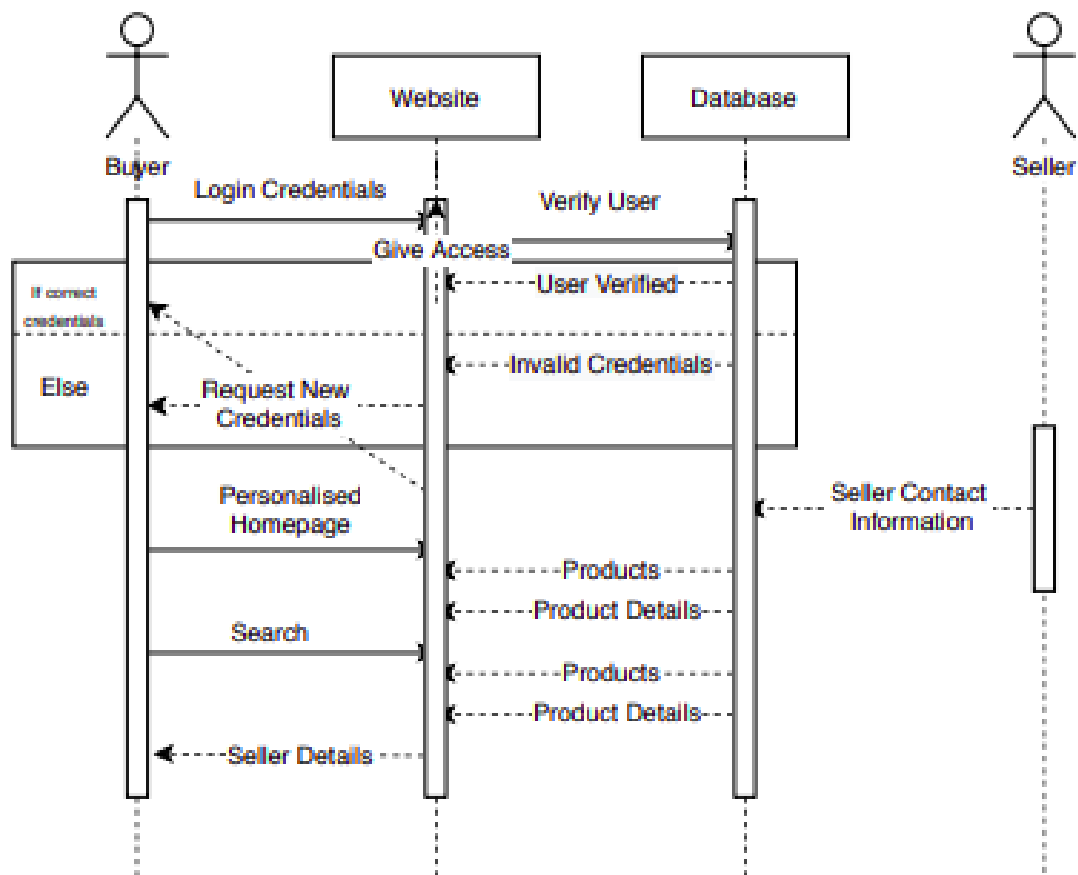 Website
Database
Buyer
Seller
Login Credentials
Verify User
Give Access
User Verified
If correct
credentials
Invalid Credentials
Else
Request New
Credentials
Personalised
Homepage
Seller Contact
Information
Products
Product Details
Search
Products
Product Details
Seller Details